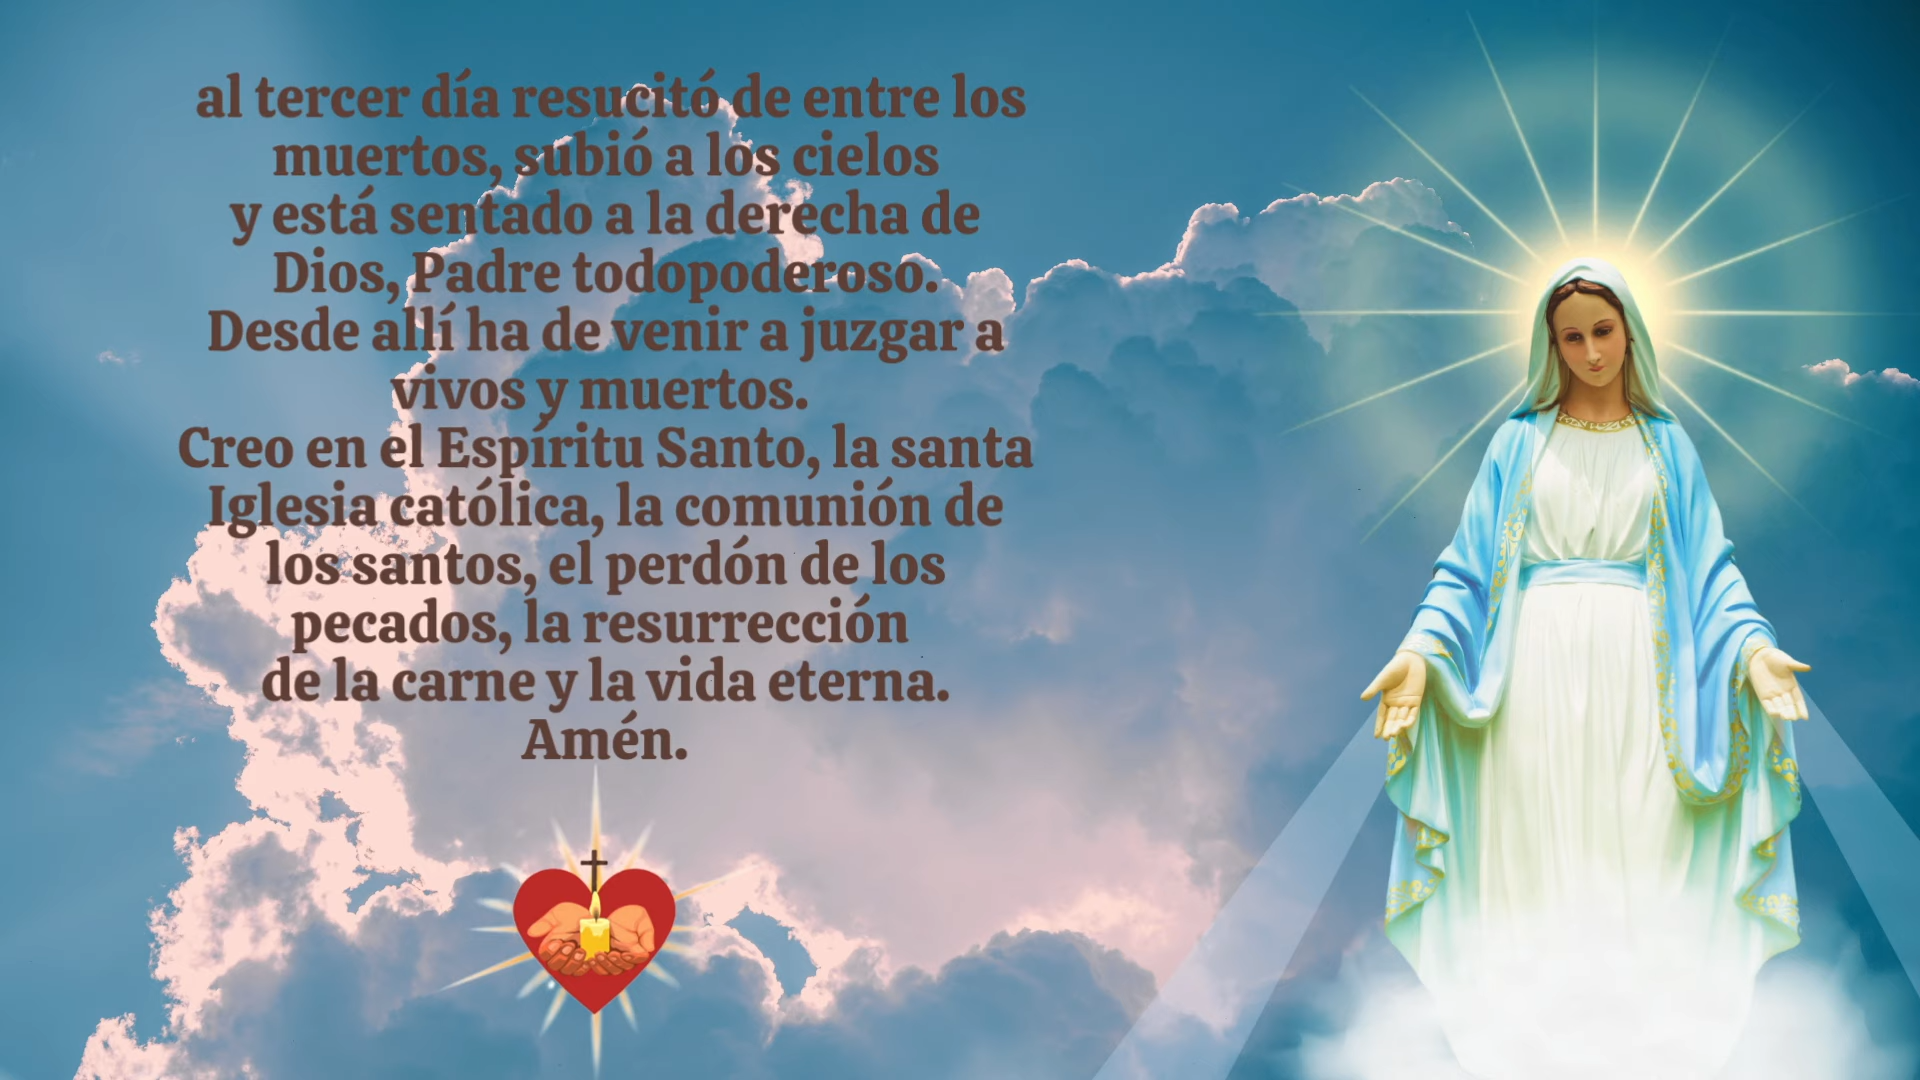 al tercer día resucitó de entre los
muertos, subió a los cielos
y está sentado a la derecha de
Dios, Padre todopoderoso.
Desde allí ha de venir a juzgar a
vivos y muertos.
Creo en el Espíritu Santo, la santa
Iglesia católica, la comunión de
los santos, el perdón de los
pecados, la resurrección
de la carne y la vida eterna.
Amén.